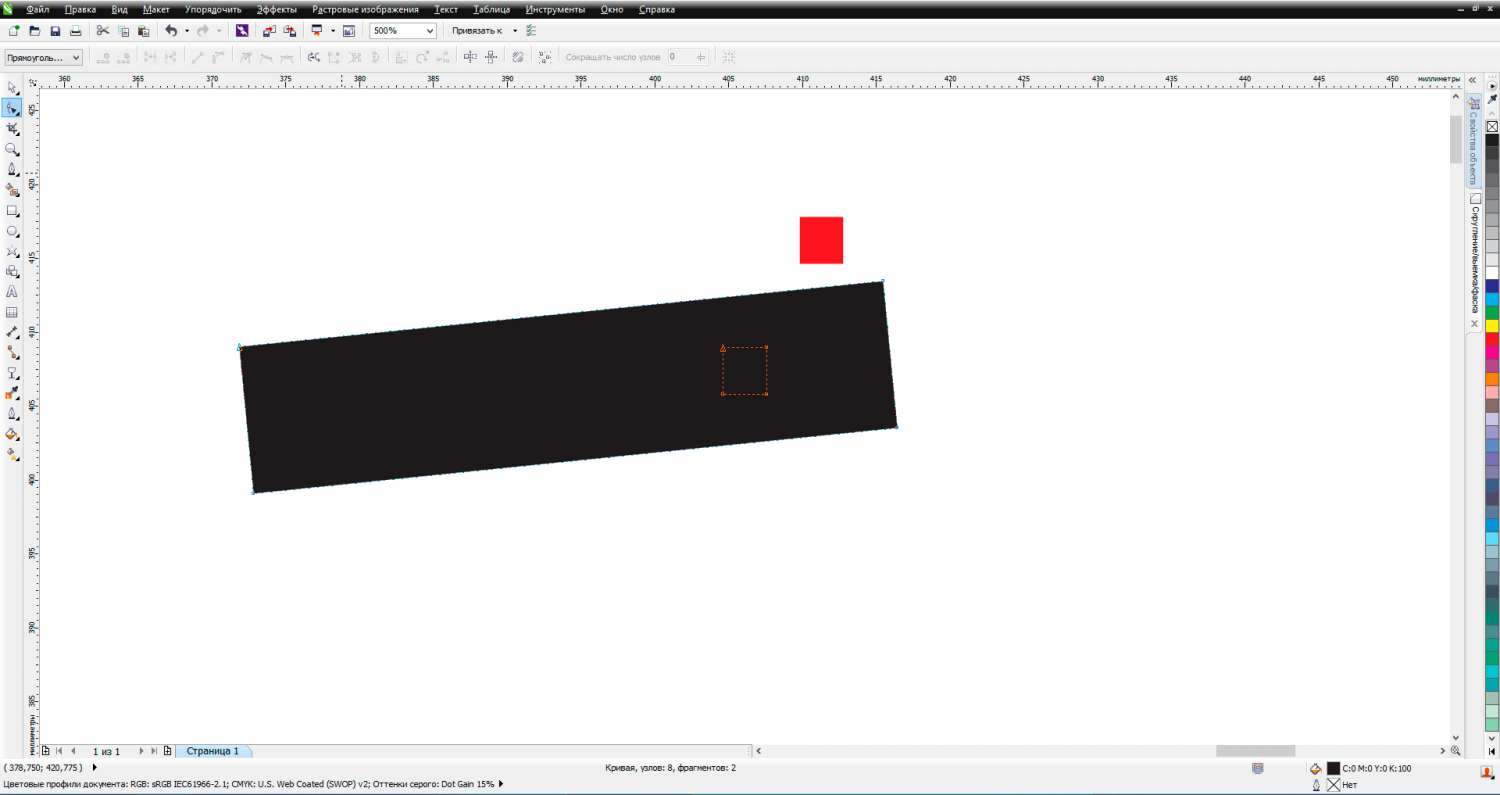 Файл Правка Вид Макет Упорядочить Эффекты Растровые изображения Текст Таблица Инструменты Окно Справка
500% Привязать к
Прямоуголь... Сокращать число узлов 0
360 365 370 375 380 385 390 395 400 405 410 415 420 425 430 435 440 445 450 миллиметры
425
420
415
410
405
400
395
390
385
миллиметры
Свойства объекта
Скругление/выемка/фаска
1 из 1 Страница 1
( 378,750; 420,775 ) Кривая, узлов: 8, фрагментов: 2 C:0 M:0 Y:0 K:100
Цветовые профили документа: RGB: sRGB IEC61966-2.1; CMYK: U.S. Web Coated (SWOP) v2; Оттенки серого: Dot Gain 15% Нет